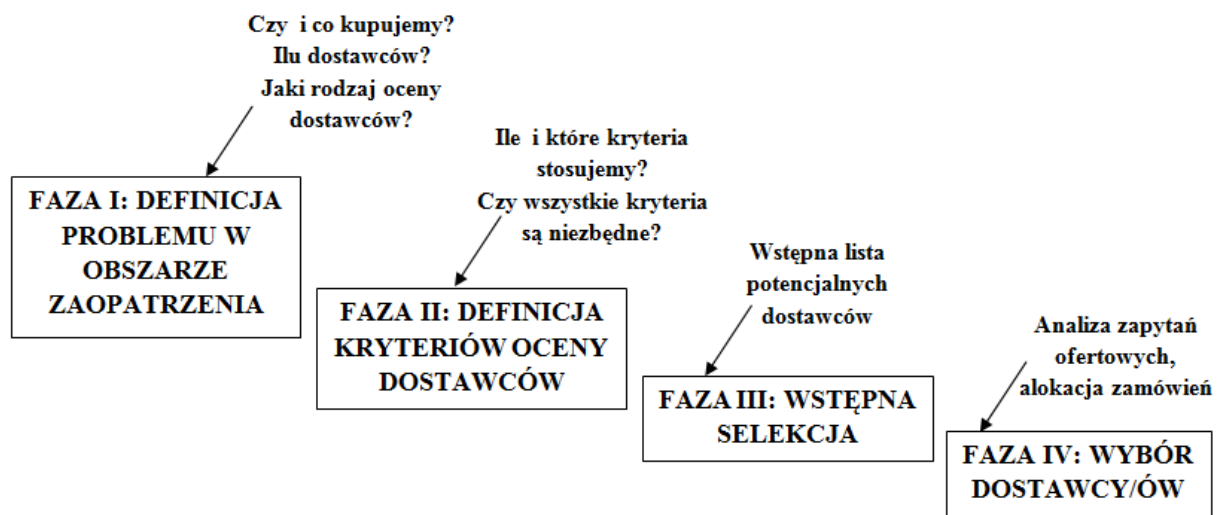 Czy i co kupujemy?
Ilu dostawców?
Jaki rodzaj oceny
dostawców?
FAZA I: DEFINICJA
PROBLEMU W
OBSZARZE
ZAOPATRZENIA
Ile i które kryteria
stosujemy?
Czy wszystkie kryteria
są niezbędne?
FAZA II: DEFINICJA
KRYTERIÓW OCENY
DOSTAWCÓW
Wstępna lista
potencjalnych
dostawców
FAZA III: WSTĘPNA
SELEKCJA
Analiza zapytań
ofertowych,
alokacja zamówień
FAZA IV: WYBÓR
DOSTAWCY/ÓW